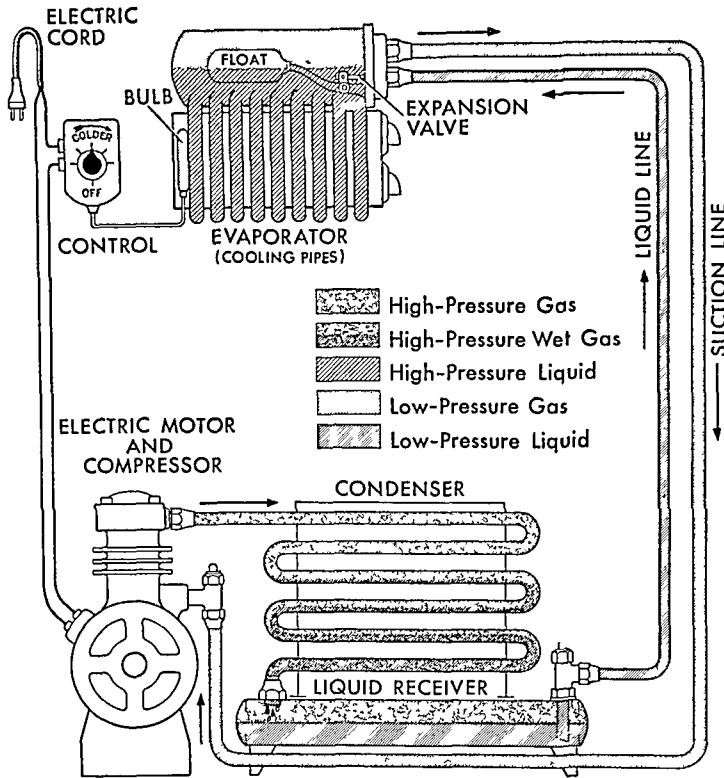 ELECTRIC
CORD
FLOAT
BULB
EXPANSION
VALVE
COLDER
OFF
CONTROL
EVAPORATOR
(COOLING PIPES)
LIQUID LINE
SUCTION LINE
High-Pressure Gas
High-Pressure Wet Gas
High-Pressure Liquid
Low-Pressure Gas
Low-Pressure Liquid
ELECTRIC MOTOR
AND
COMPRESSOR
CONDENSER
LIQUID RECEIVER